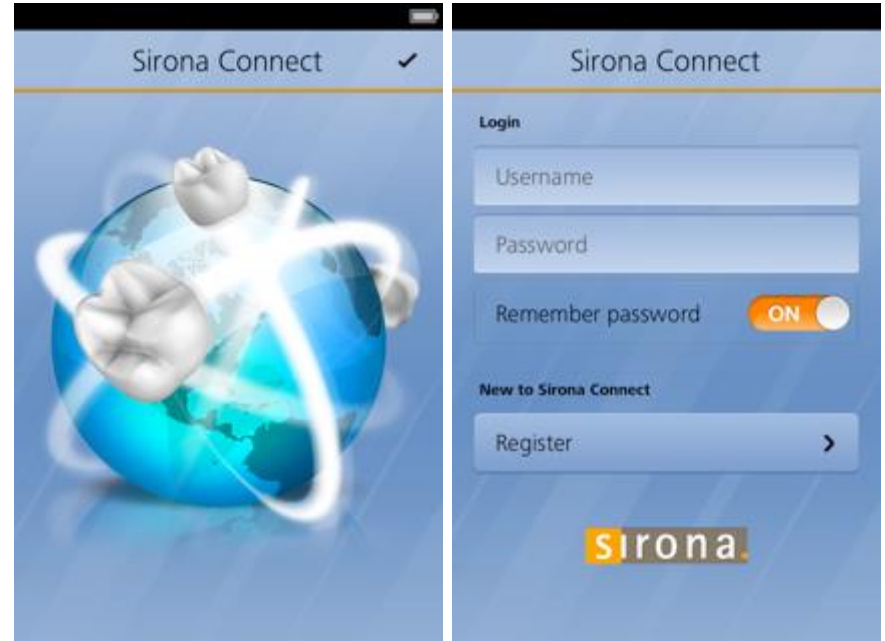 Sirona Connect
Sirona Connect
Login
Username
Password
Remember password ON
New to Sirona Connect
Register
sirona.